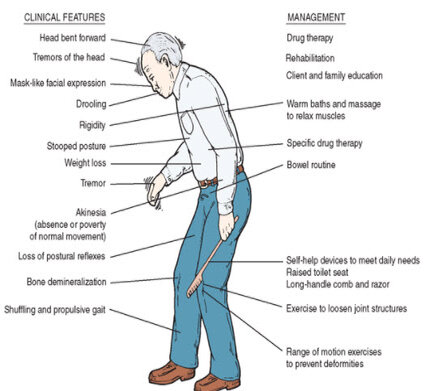 CLINICAL FEATURES
Head bent forward
Tremors of the head
Mask-like facial expression
Drooling
Rigidity
Stooped posture
Weight loss
Tremor
Akinesia
(absence or poverty
of normal movement)
Loss of postural reflexes
Bone demineralization
Shuffling and propulsive gait
MANAGEMENT
Drug therapy
Rehabilitation
Client and family education
Warm baths and massage
to relax muscles
Specific drug therapy
Bowel routine
Self-help devices to meet daily needs
Raised toilet seat
Long-handle comb and razor
Exercise to loosen joint structures
Range of motion exercises
to prevent deformities